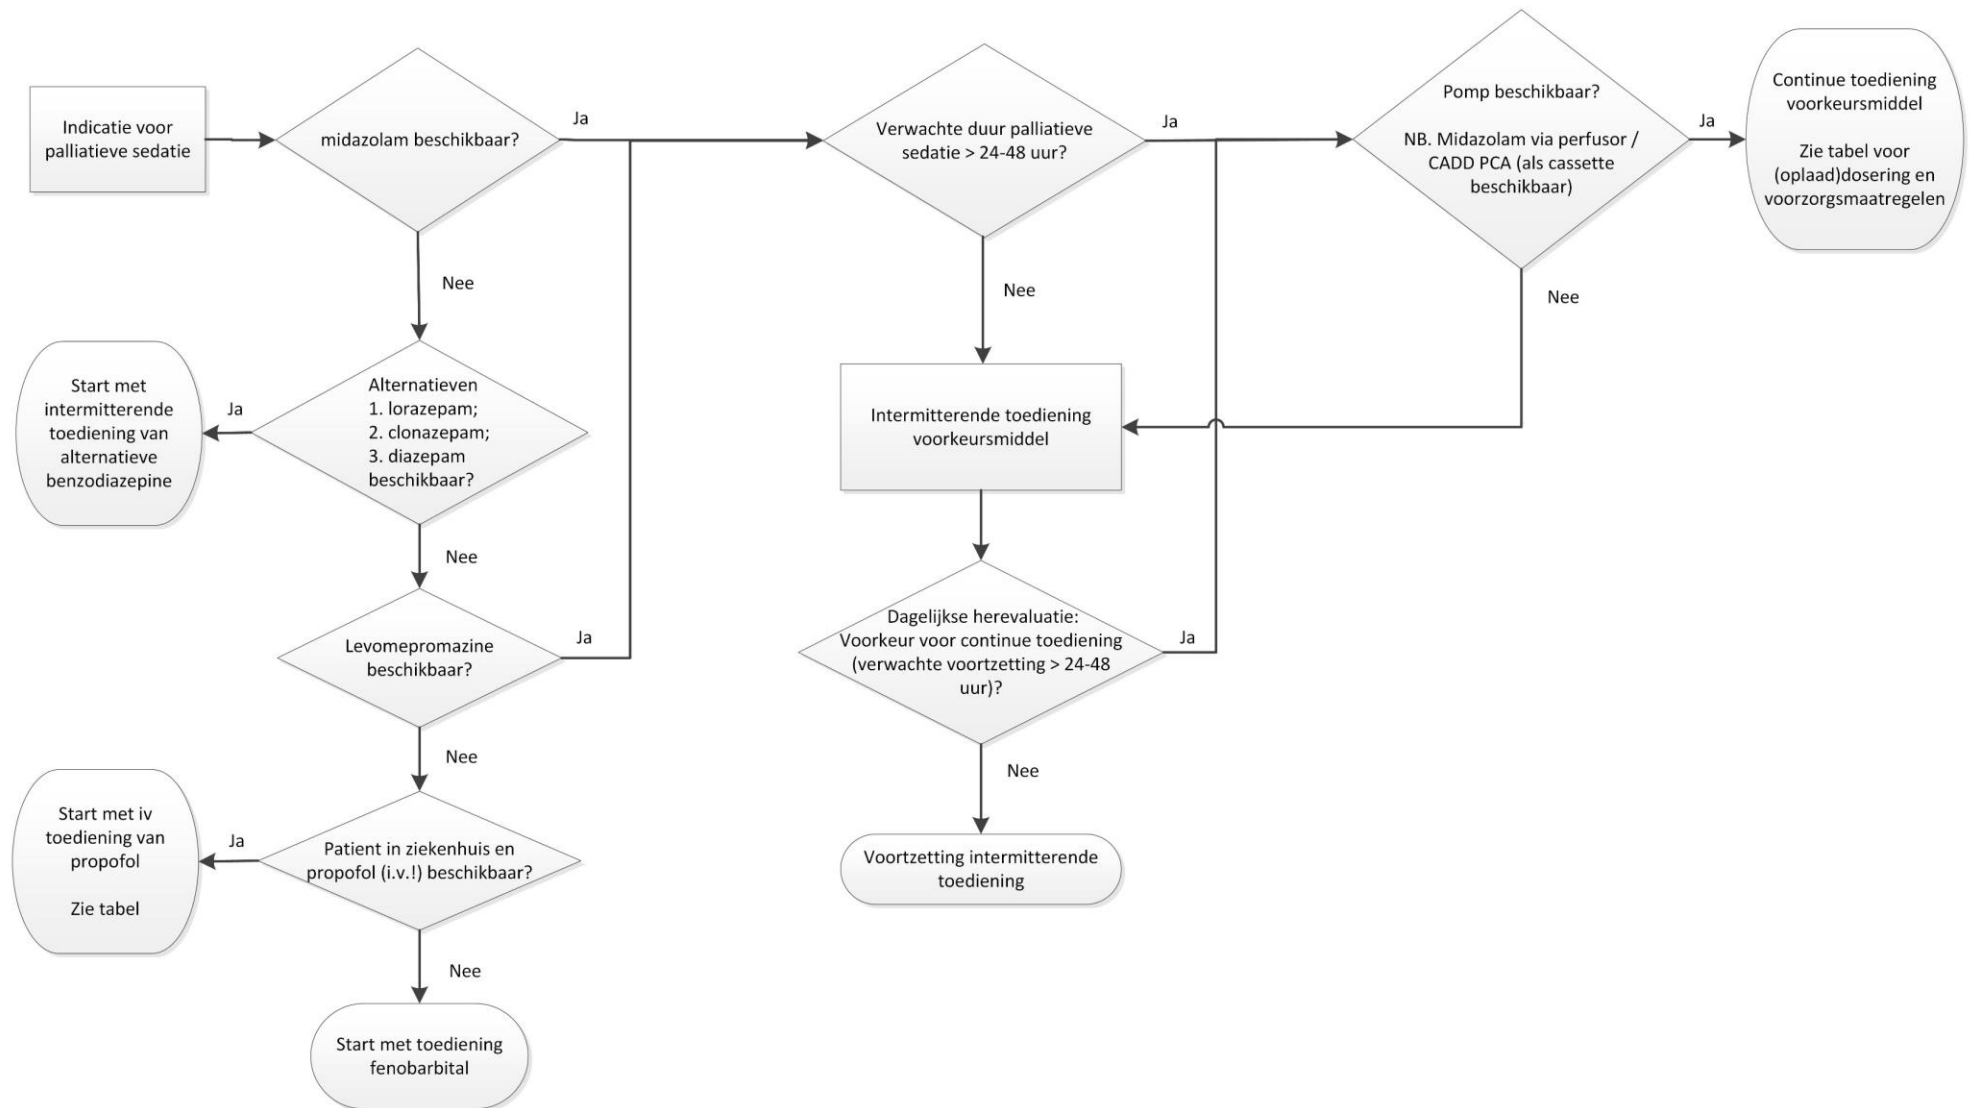 Indicatie voor
palliatieve sedatie
midazolam beschikbaar?
Ja
Nee
Verwachte duur palliatieve
sedatie > 24-48 uur?
Ja
Nee
Pomp beschikbaar?
NB. Midazolam via perfusor /
CADD PCA (als cassette
beschikbaar)
Ja
Nee
Continue toediening
voorkeursmiddel
Zie tabel voor
(oplaad)dosering en
voorzorgsmaatregelen
Alternatieven
1. lorazepam;
2. clonazepam;
3. diazepam
beschikbaar?
Ja
Nee
Start met
intermitterende
toediening van
alternatieve
benzodiazepine
Intermitterende toediening
voorkeursmiddel
Levomepromazine
beschikbaar?
Ja
Nee
Dagelijkse herevaluatie:
Voorkeur voor continue toediening
(verwachte voortzetting > 24-48
uur)?
Ja
Nee
Patient in ziekenhuis en
propofol (i.v.!) beschikbaar?
Ja
Nee
Start met iv
toediening van
propofol
Zie tabel
Voortzetting intermitterende
toediening
Start met toediening
fenobarbital